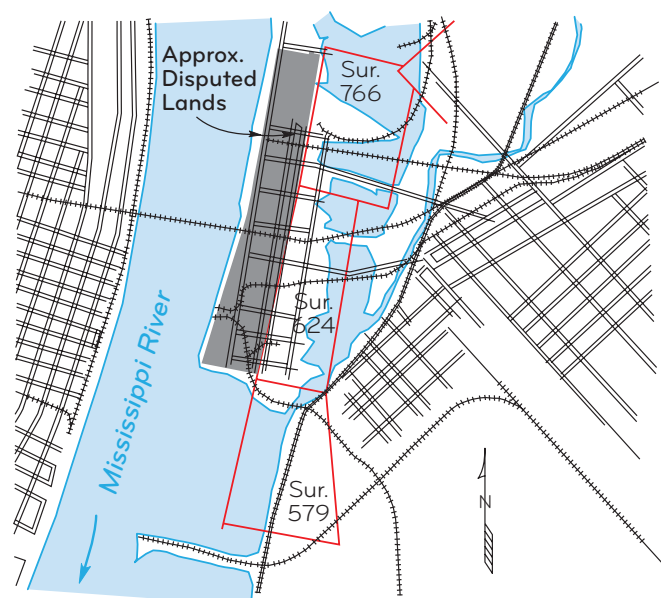 Approx.
Disputed
Lands
Sur.
766
Sur.
624
Mississippi River
Sur.
579
N